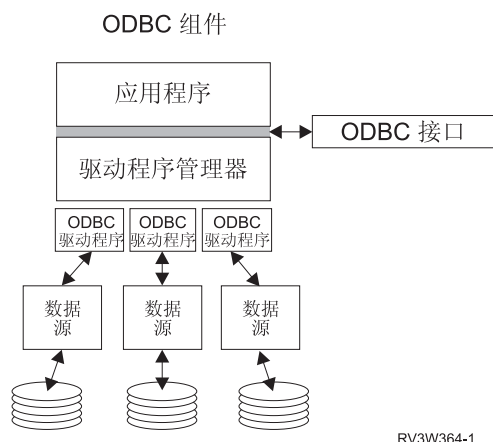 ODBC 组件
应用程序
ODBC 接口
驱动程序管理器
ODBC
驱动程序
ODBC
驱动程序
ODBC
驱动程序
数据
源
数据
源
数据
源
RV3W364-1